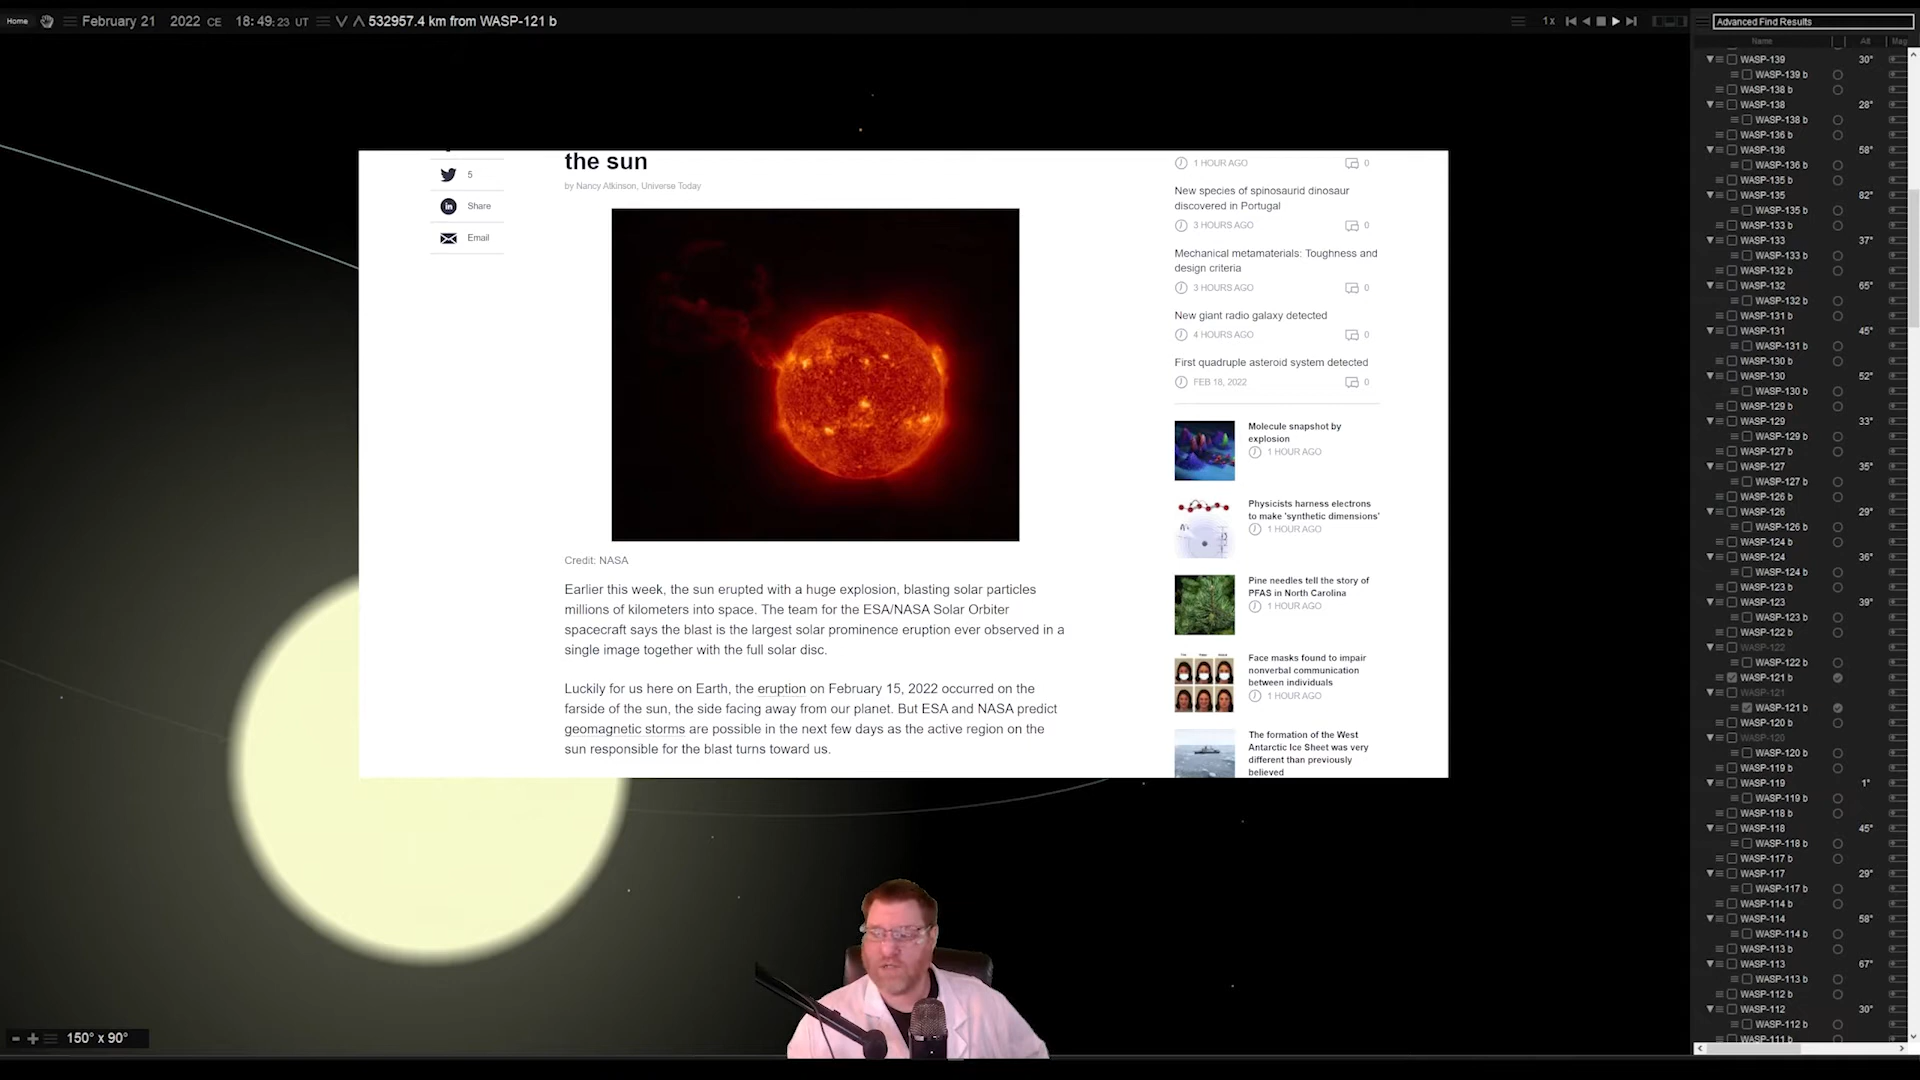 Home
February 21 2022 CE 18:49:23 UT
532957.4 km from WASP-121 b
1x
Advanced Find Results
Name Alt Mag
the sun
by Nancy Atkinson, Universe Today
5
Share
Email
Credit: NASA
Earlier this week, the sun erupted with a huge explosion, blasting solar particles
millions of kilometers into space. The team for the ESA/NASA Solar Orbiter
spacecraft says the blast is the largest solar prominence eruption ever observed in a
single image together with the full solar disc.
Luckily for us here on Earth, the eruption on February 15, 2022 occurred on the
farside of the sun, the side facing away from our planet. But ESA and NASA predict
geomagnetic storms are possible in the next few days as the active region on the
sun responsible for the blast turns toward us.
1 HOUR AGO 0
New species of spinosaurid dinosaur
discovered in Portugal
3 HOURS AGO 0
Mechanical metamaterials: Toughness and
design criteria
3 HOURS AGO 0
New giant radio galaxy detected
4 HOURS AGO 0
First quadruple asteroid system detected
FEB 18, 2022 0
Molecule snapshot by
explosion
1 HOUR AGO
Physicists harness electrons
to make 'synthetic dimensions'
1 HOUR AGO
Pine needles tell the story of
PFAS in North Carolina
1 HOUR AGO
Face masks found to impair
nonverbal communication
between individuals
1 HOUR AGO
The formation of the West
Antarctic Ice Sheet was very
different than previously
believed
WASP-139 30°
WASP-139 b
WASP-138 b
WASP-138 28°
WASP-138 b
WASP-136 b
WASP-136 58°
WASP-136 b
WASP-135 b
WASP-135 82°
WASP-135 b
WASP-133 b
WASP-133 37°
WASP-133 b
WASP-132 b
WASP-132 65°
WASP-132 b
WASP-131 b
WASP-131 45°
WASP-131 b
WASP-130 b
WASP-130 52°
WASP-130 b
WASP-129 b
WASP-129 33°
WASP-129 b
WASP-127 b
WASP-127 35°
WASP-127 b
WASP-126 b
WASP-126 29°
WASP-126 b
WASP-124 b
WASP-124 36°
WASP-124 b
WASP-123 b
WASP-123 39°
WASP-123 b
WASP-122 b
WASP-122
WASP-122 b
WASP-121 b
WASP-121
WASP-121 b
WASP-120 b
WASP-120
WASP-120 b
WASP-119 b
WASP-119 1°
WASP-119 b
WASP-118 b
WASP-118 45°
WASP-118 b
WASP-117 b
WASP-117 29°
WASP-117 b
WASP-114 b
WASP-114 58°
WASP-114 b
WASP-113 b
WASP-113 67°
WASP-113 b
WASP-112 b
WASP-112 30°
WASP-112 b
WASP-111 b
150° x 90°